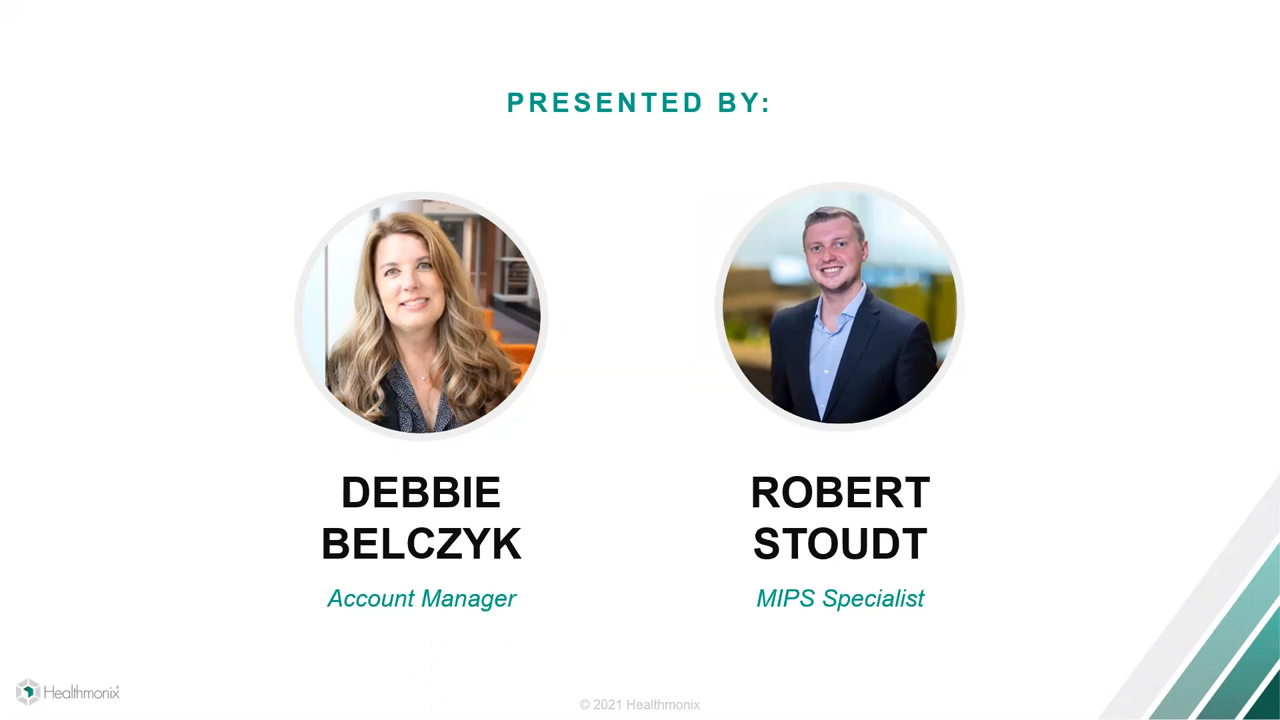 PRESENTED BY:
DEBBIE
BELCZYK
Account Manager
ROBERT
STOUDT
MIPS Specialist
Healthmonix®
© 2021 Healthmonix